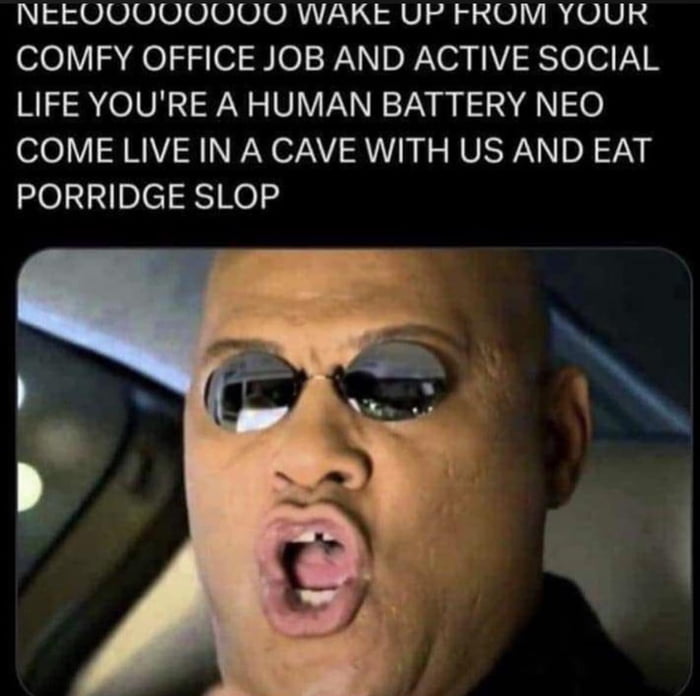 NEEOOOOOOOOO WAKE UP FROM YOUR
COMFY OFFICE JOB AND ACTIVE SOCIAL
LIFE YOU'RE A HUMAN BATTERY NEO
COME LIVE IN A CAVE WITH US AND EAT
PORRIDGE SLOP